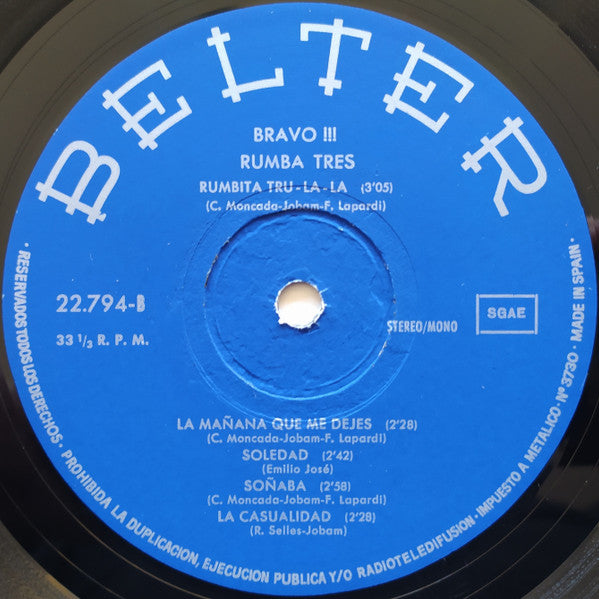 BELTER
BRAVO !!!
RUMBA TRES
RUMBITA TRU-LA-LA (3'05)
(C. Moncada-Jobam-F. Lapardi)
22.794-B
33 1/3 R. P. M.
STEREO/MONO
SGAE
LA MAÑANA QUE ME DEJES (2'28)
(C. Moncada-Jobam-F. Lapardi)
SOLEDAD (2'42)
(Emilio José)
SOÑABA (2'58)
(C. Moncada-Jobam-F. Lapardi)
LA CASUALIDAD (2'28)
(R. Selles-Jobam)
· RESERVADOS TODOS LOS DERECHOS · PROHIBIDA LA DUPLICACION, EJECUCION PUBLICA Y/O RADIOTELEDIFUSION · IMPUESTO A METALICO · Nº 3730 · MADE IN SPAIN ·